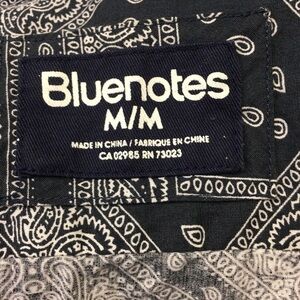 Bluenotes
M/M
MADE IN CHINA / FABRIQUE EN CHINE
CA 02985 RN 73023